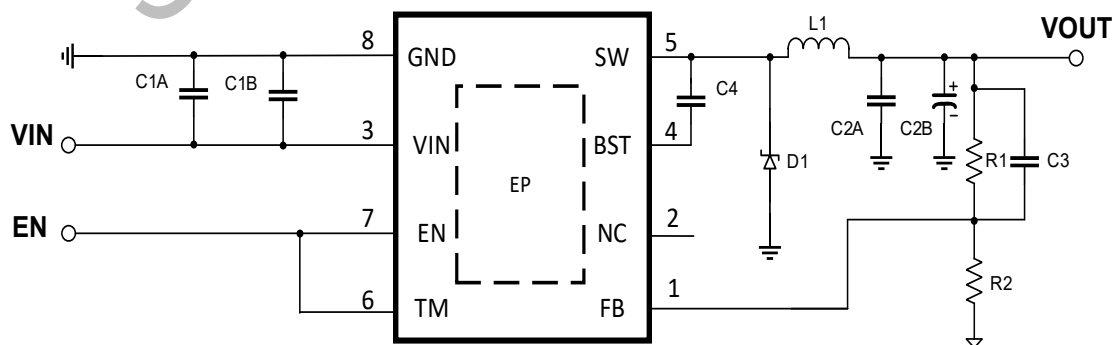 L1
VOUT
8
GND
SW
5
C1A
C1B
C4
+
-
VIN
3
VIN
BST
4
C2A
C2B
R1
C3
D1
EP
EN
7
EN
NC
2
6
TM
FB
1
R2